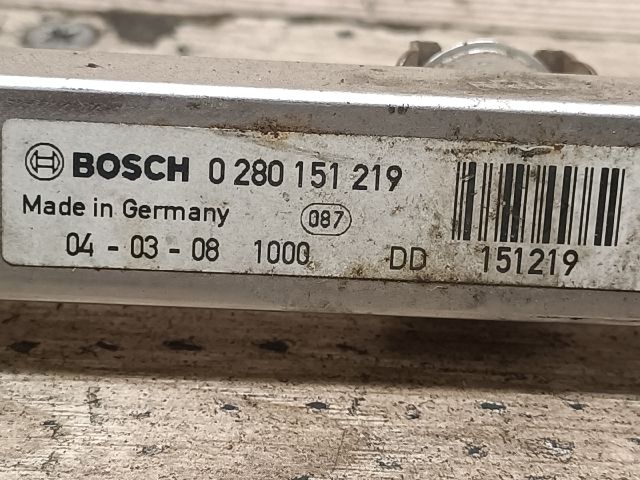 BOSCH 0 280 151 219
Made in Germany 087
04 - 03 - 08 1000 DD 151219